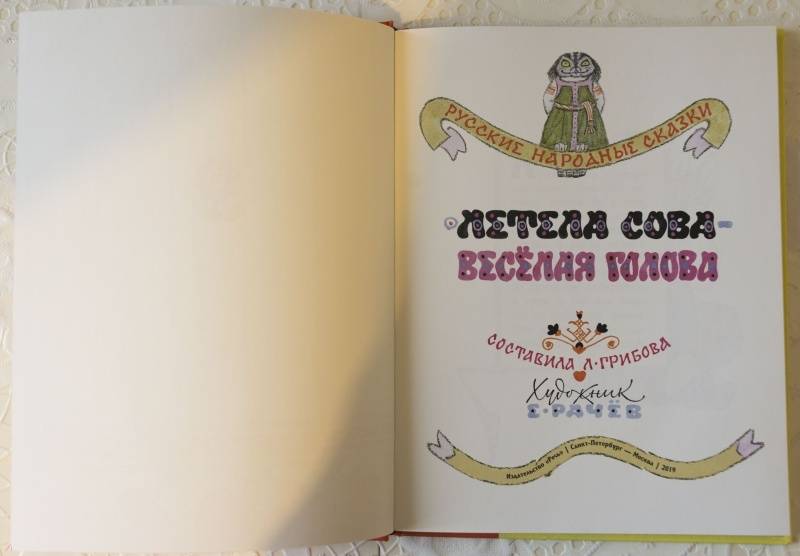 РУССКИЕ НАРОДНЫЕ СКАЗКИ
ЛЕТЕЛА СОВА-
ВЕСЁЛАЯ ГОЛОВА
СОСТАВИЛА Л·ГРИБОВА
Художник
Е·РАЧЁВ
Издательство «Речь» | Санкт-Петербург — Москва | 2019